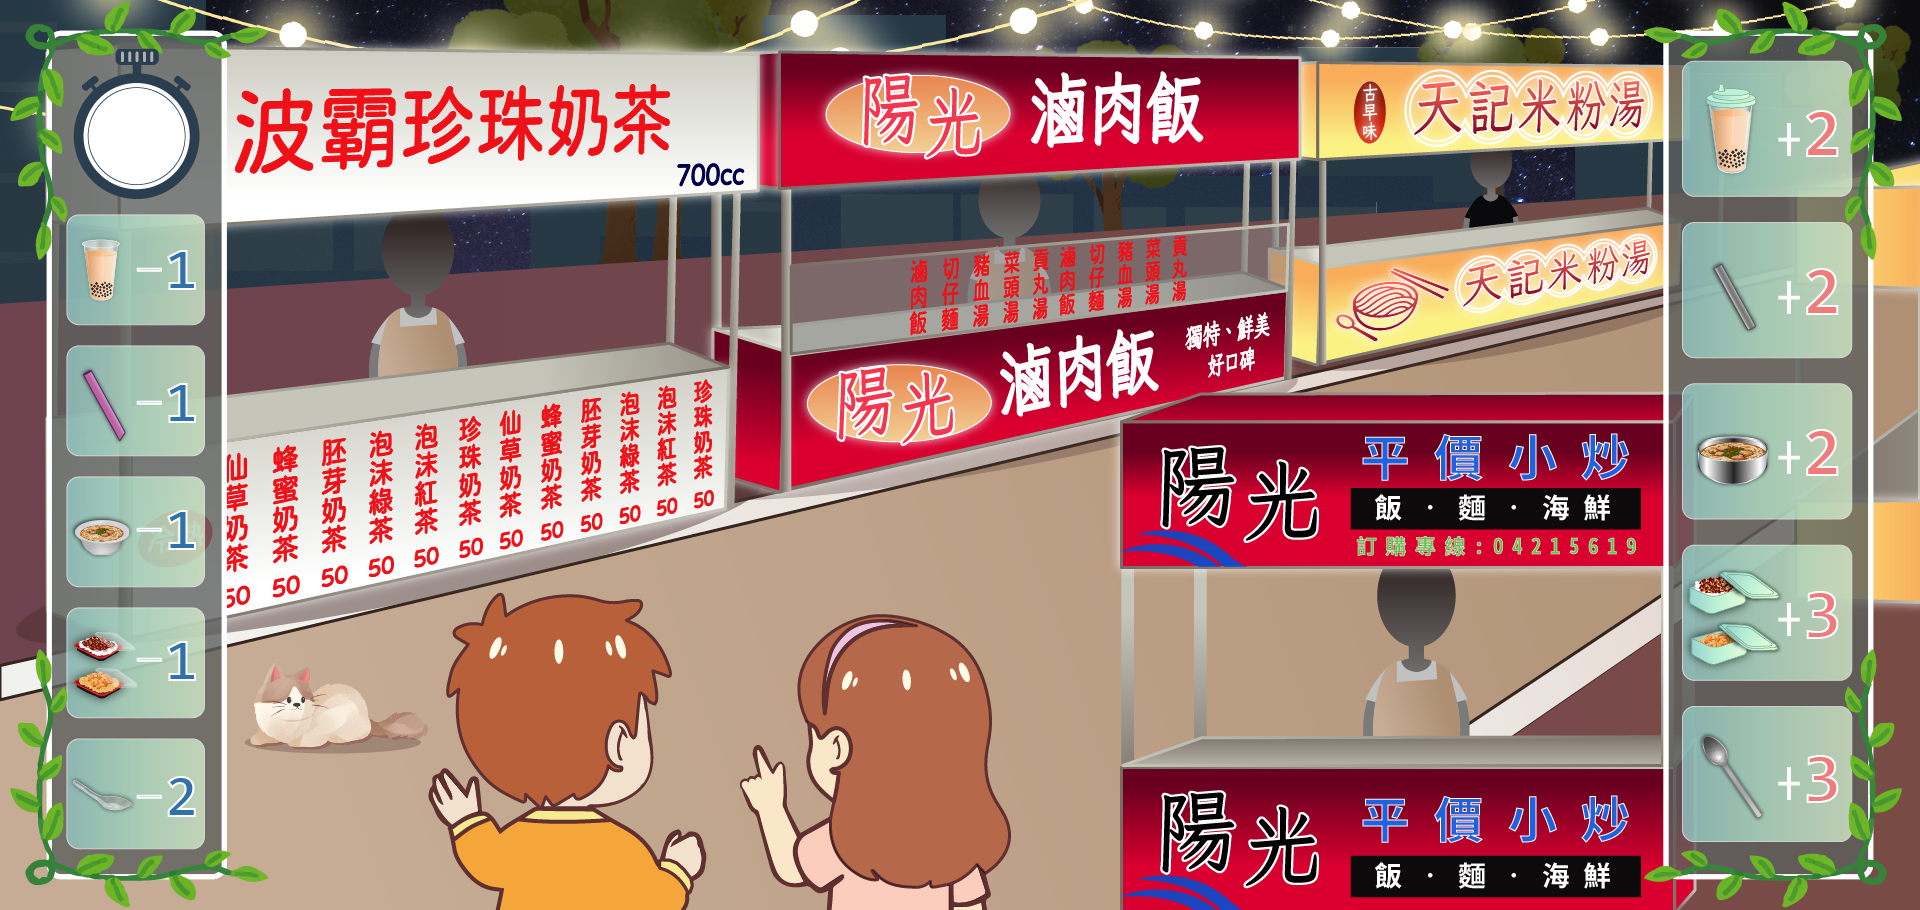 波霸珍珠奶茶
700cc
陽光
滷肉飯
古早味
天記米粉湯
滷肉飯
切仔麵
豬血湯
菜頭湯
貢丸湯
滷肉飯
切仔麵
豬血湯
菜頭湯
貢丸湯
陽光
滷肉飯
獨特、鮮美
好口碑
天記米粉湯
仙草奶茶 50
蜂蜜奶茶 50
胚芽奶茶 50
泡沫綠茶 50
泡沫紅茶 50
珍珠奶茶 50
仙草奶茶 50
蜂蜜奶茶 50
胚芽奶茶 50
泡沫綠茶 50
泡沫紅茶 50
珍珠奶茶 50
陽光
平價小炒
飯・麵・海鮮
訂購專線:04215619
陽光
平價小炒
飯・麵・海鮮
-1
-1
-1
-1
-2
+2
+2
+2
+3
+3